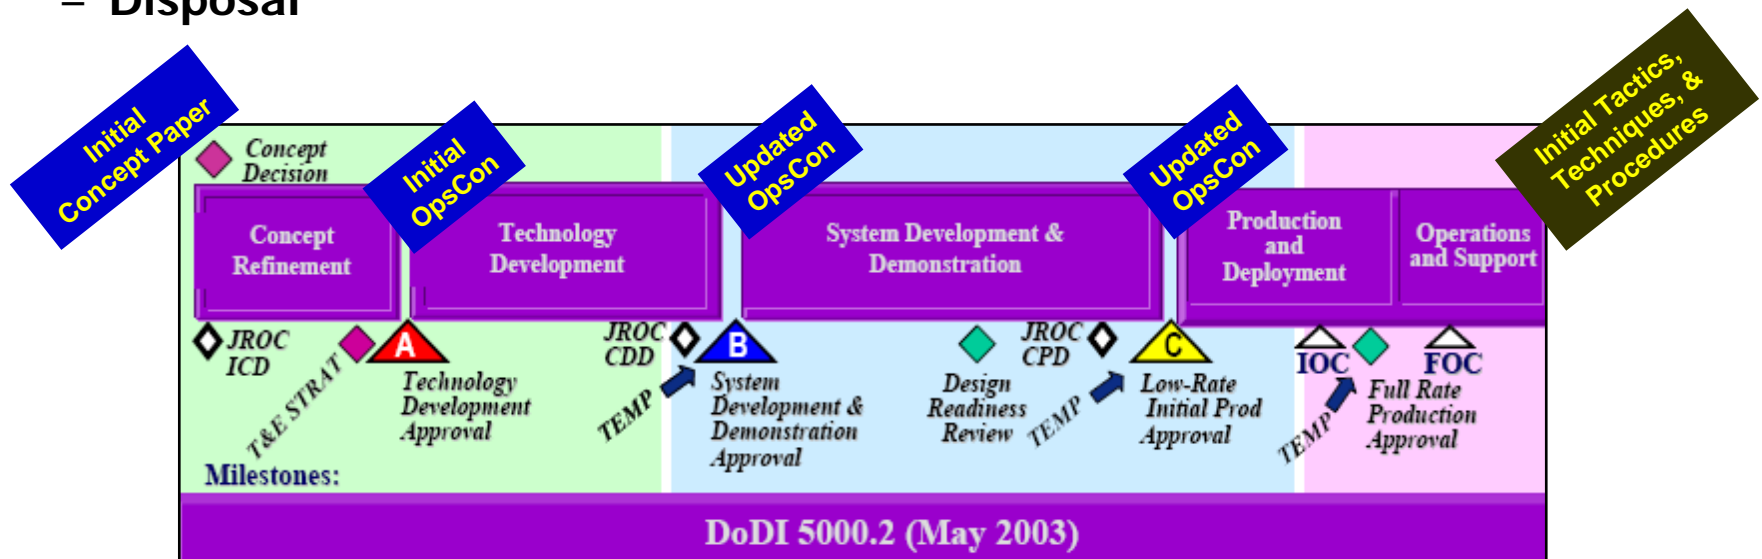 – Disposal
Initial
Concept Paper
Initial
OpsCon
Updated
OpsCon
Updated
OpsCon
Initial Tactics,
Techniques, &
Procedures
Concept
Decision
Concept
Refinement
Technology
Development
System Development &
Demonstration
Production
and
Deployment
Operations
and Support
JROC
ICD
T&E STRAT
A
Technology
Development
Approval
JROC
CDD
TEMP
B
System
Development &
Demonstration
Approval
Design
Readiness
Review
JROC
CPD
TEMP
C
Low-Rate
Initial Prod
Approval
IOC
TEMP
Full Rate
Production
Approval
FOC
Milestones:
DoDI 5000.2 (May 2003)